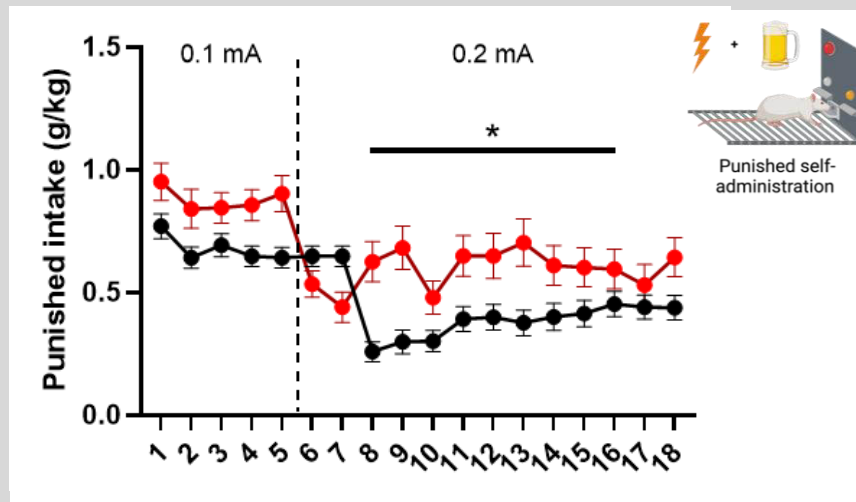 1.5
0.1 mA
0.2 mA
+
*
Punished self-
administration
Punished intake (g/kg)
1.0
0.5
0.0
1 2 3 4 5 6 7 8 9 10 11 12 13 14 15 16 17 18